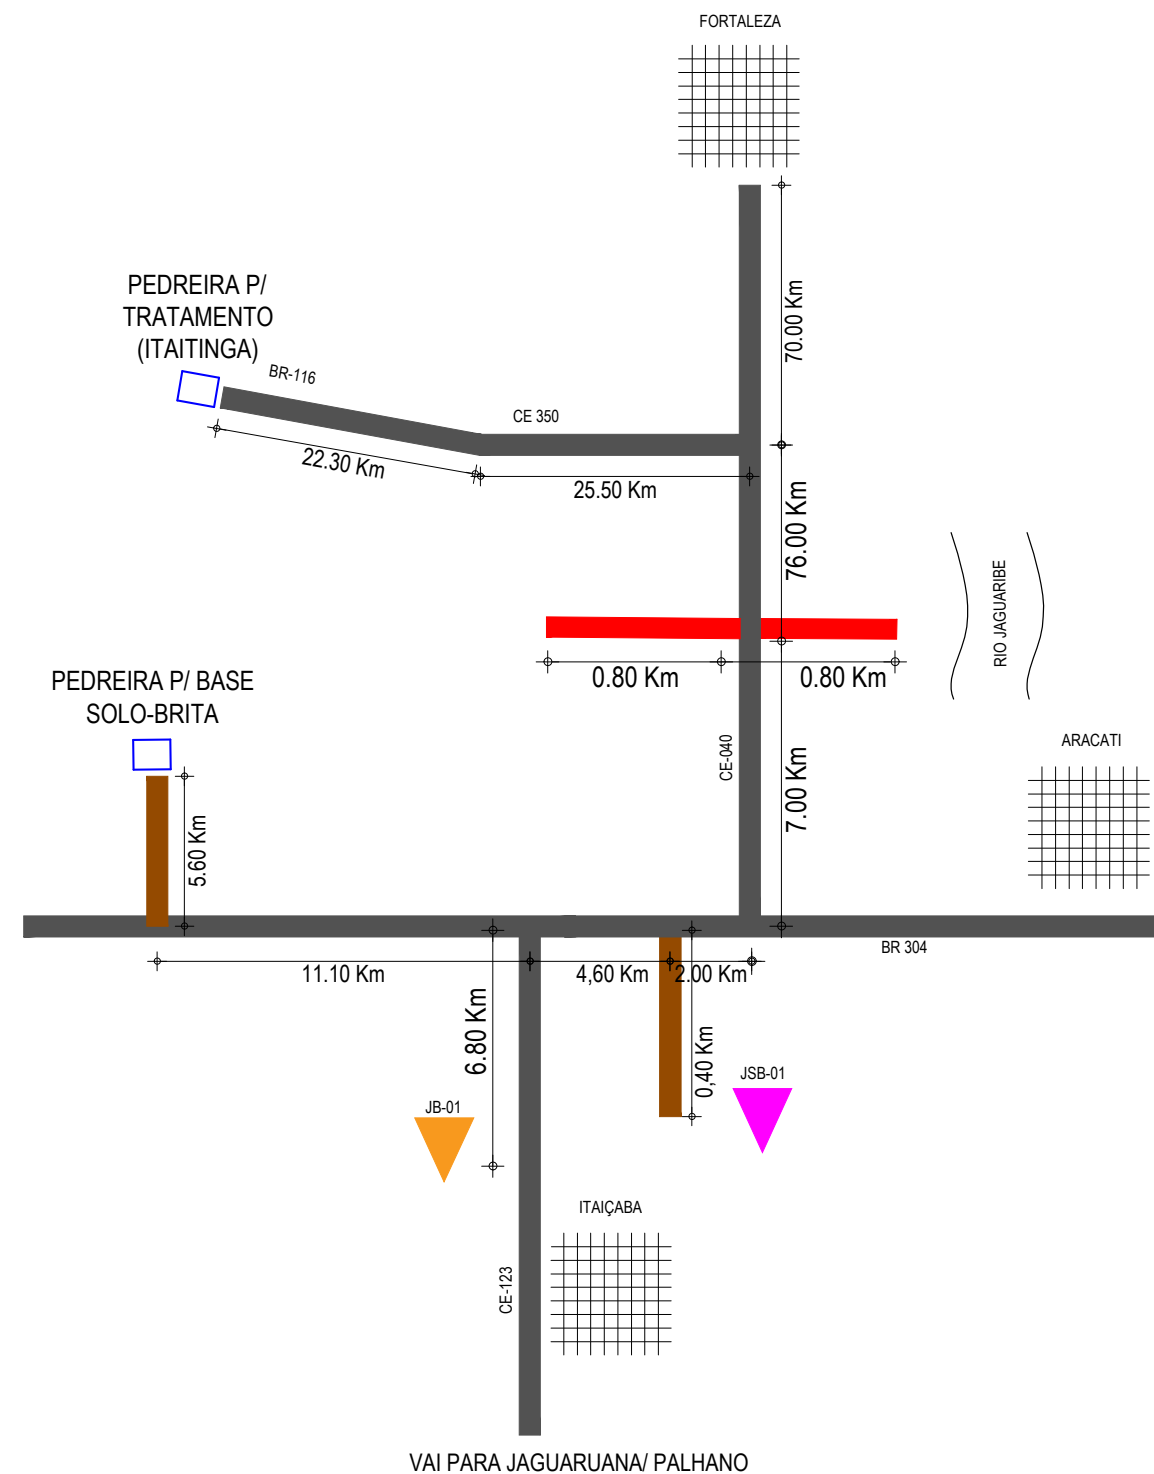 FORTALEZA
70.00 Km
PEDREIRA P/
TRATAMENTO
(ITAITINGA)
BR-116
CE 350
22.30 Km
25.50 Km
76.00 Km
RIO JAGUARIBE
0.80 Km
0.80 Km
PEDREIRA P/ BASE
SOLO-BRITA
CE-040
7.00 Km
ARACATI
5.60 Km
BR 304
11.10 Km
4,60 Km
2.00 Km
6.80 Km
0,40 Km
JB-01
JSB-01
ITAIÇABA
CE-123
VAI PARA JAGUARUANA/ PALHANO